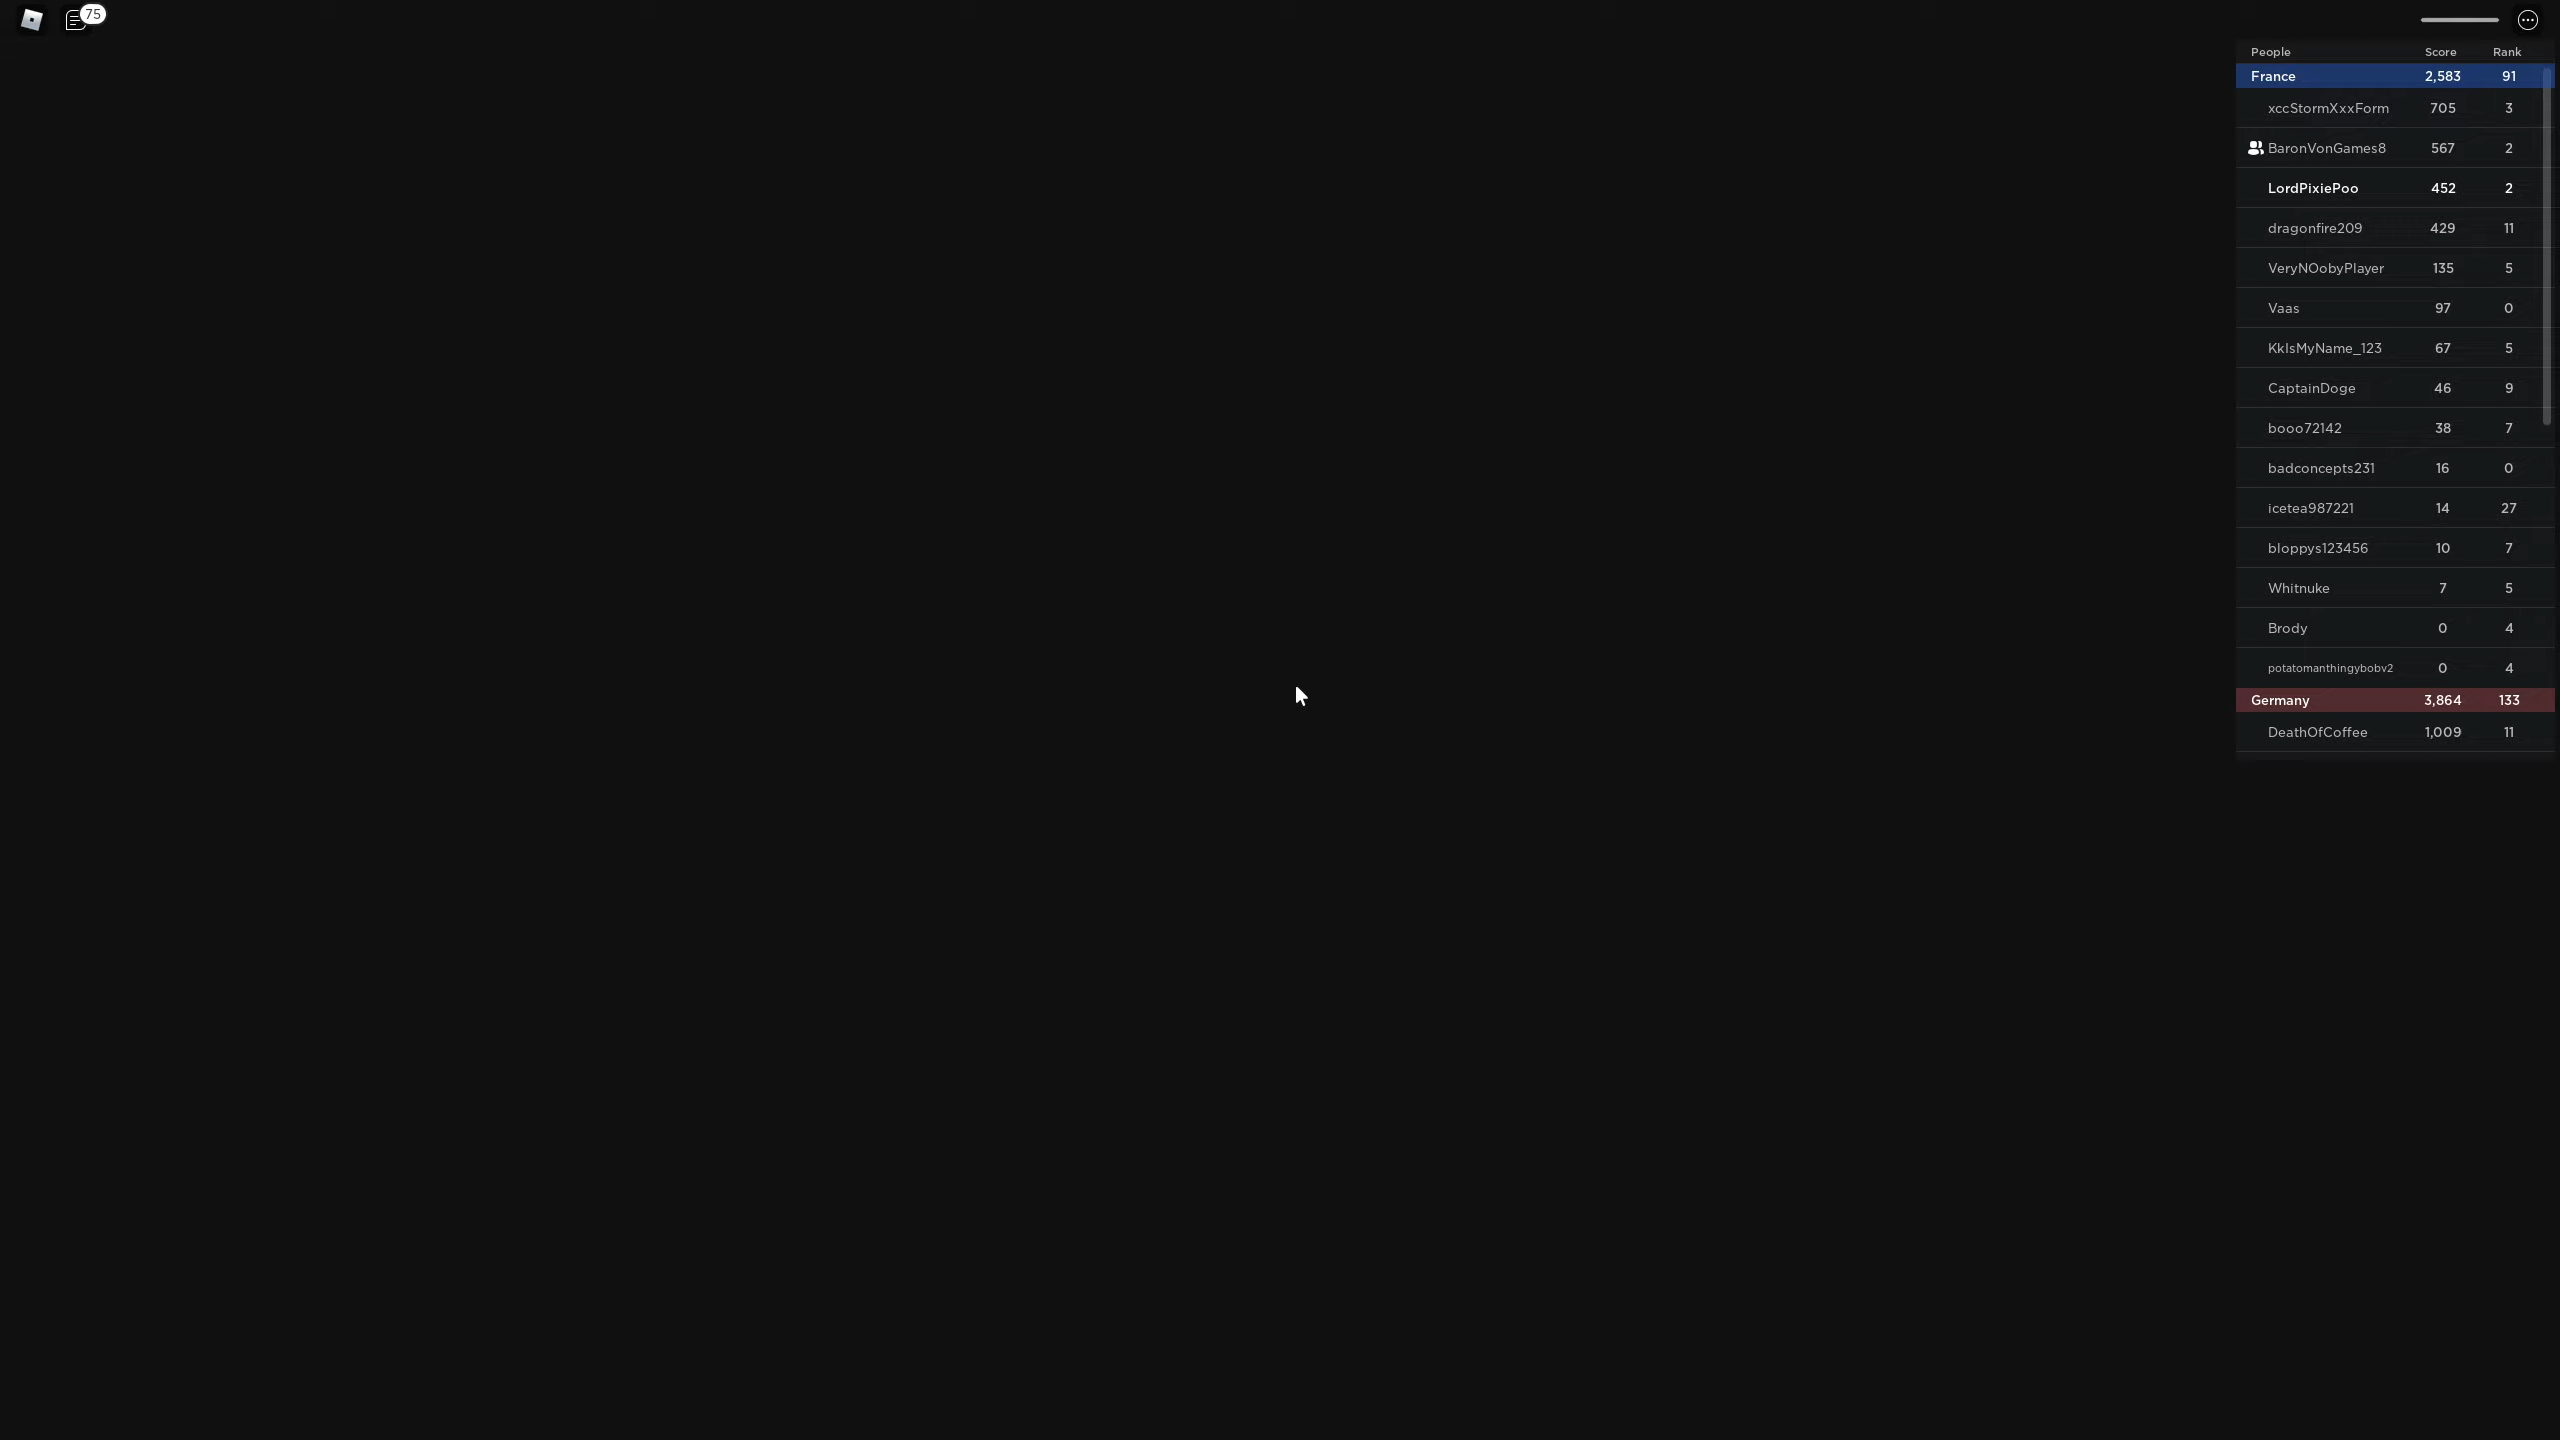 75
People Score Rank
France 2,583 91
xccStormXxxForm 705 3
BaronVonGames8 567 2
LordPixiePoo 452 2
dragonfire209 429 11
VeryNOobyPlayer 135 5
Vaas 97 0
KkIsMyName_123 67 5
CaptainDoge 46 9
booo72142 38 7
badconcepts231 16 0
icetea987221 14 27
bloppys123456 10 7
Whitnuke 7 5
Brody 0 4
potatomanthingybobv2 0 4
Germany 3,864 133
DeathOfCoffee 1,009 11